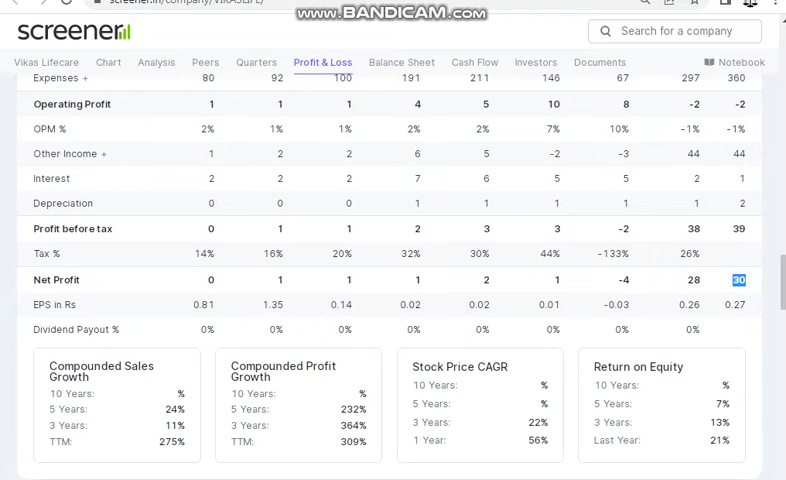 screener.in/company/VIKASLIFE/
www.BANDICAM.com
screener
Search for a company
Vikas Lifecare Chart Analysis Peers Quarters Profit & Loss Balance Sheet Cash Flow Investors Documents Notebook
Expenses + 80 92 100 191 211 146 67 297 360
Operating Profit 1 1 1 4 5 10 8 -2 -2
OPM % 2% 1% 1% 2% 2% 7% 10% -1% -1%
Other Income + 1 2 2 6 5 -2 -3 44 44
Interest 2 2 2 7 6 5 5 2 1
Depreciation 0 0 0 1 1 1 1 1 2
Profit before tax 0 1 1 2 3 3 -2 38 39
Tax % 14% 16% 20% 32% 30% 44% -133% 26%
Net Profit 0 1 1 1 2 1 -4 28 30
EPS in Rs 0.81 1.35 0.14 0.02 0.02 0.01 -0.03 0.26 0.27
Dividend Payout % 0% 0% 0% 0% 0% 0% 0% 0%
Compounded Sales
Growth
10 Years: %
5 Years: 24%
3 Years: 11%
TTM: 275%
Compounded Profit
Growth
10 Years: %
5 Years: 232%
3 Years: 364%
TTM: 309%
Stock Price CAGR
10 Years: %
5 Years: %
3 Years: 22%
1 Year: 56%
Return on Equity
10 Years: %
5 Years: 7%
3 Years: 13%
Last Year: 21%